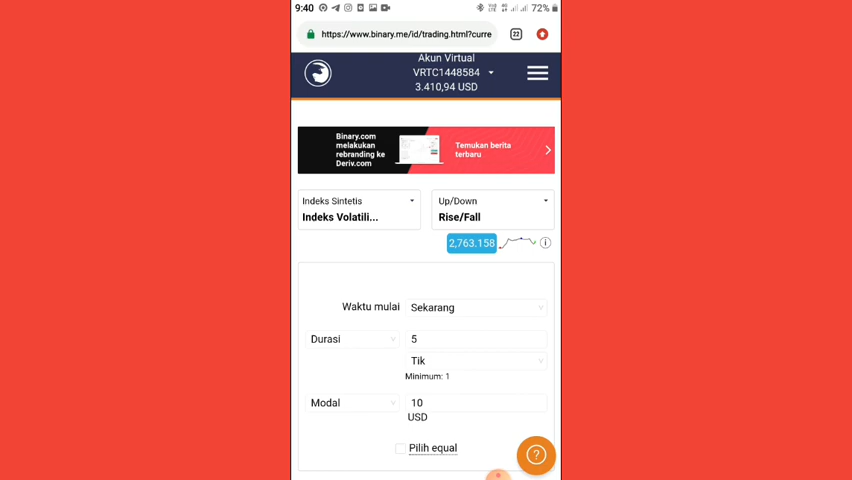 9:40 72%
https://www.binary.me/id/trading.html?curre 22
Akun Virtual
VRTC1448584
3.410,94 USD
Binary.com
melakukan
rebranding ke
Deriv.com
Temukan berita
terbaru
Indeks Sintetis
Indeks Volatili...
Up/Down
Rise/Fall
2,763.158
Waktu mulai Sekarang
Durasi 5
Tik
Minimum: 1
Modal 10
USD
Pilih equal
?